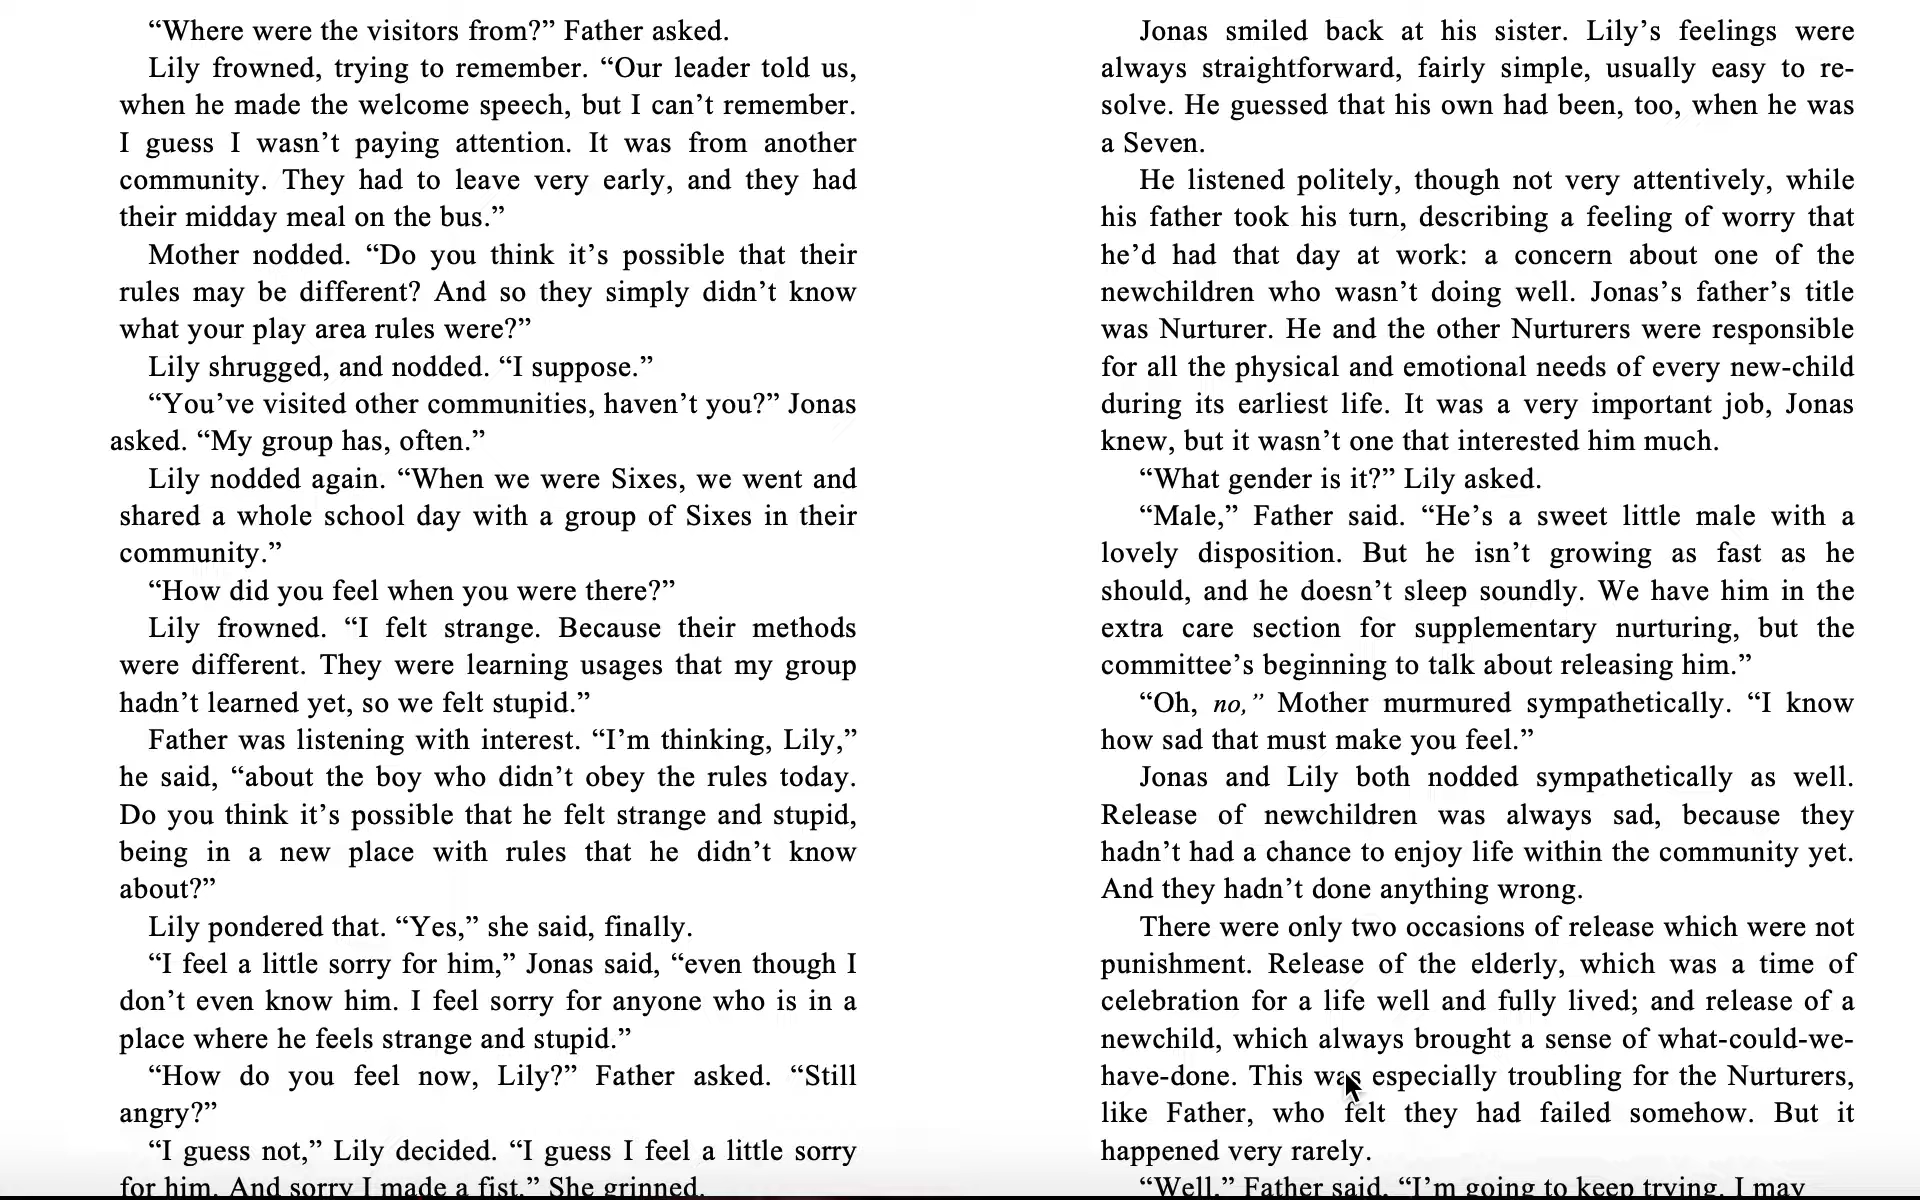 “Where were the visitors from?” Father asked.
Lily frowned, trying to remember. “Our leader told us,
when he made the welcome speech, but I can’t remember.
I guess I wasn’t paying attention. It was from another
community. They had to leave very early, and they had
their midday meal on the bus.”
Mother nodded. “Do you think it’s possible that their
rules may be different? And so they simply didn’t know
what your play area rules were?”
Lily shrugged, and nodded. “I suppose.”
“You’ve visited other communities, haven’t you?” Jonas
asked. “My group has, often.”
Lily nodded again. “When we were Sixes, we went and
shared a whole school day with a group of Sixes in their
community.”
“How did you feel when you were there?”
Lily frowned. “I felt strange. Because their methods
were different. They were learning usages that my group
hadn’t learned yet, so we felt stupid.”
Father was listening with interest. “I’m thinking, Lily,”
he said, “about the boy who didn’t obey the rules today.
Do you think it’s possible that he felt strange and stupid,
being in a new place with rules that he didn’t know
about?”
Lily pondered that. “Yes,” she said, finally.
“I feel a little sorry for him,” Jonas said, “even though I
don’t even know him. I feel sorry for anyone who is in a
place where he feels strange and stupid.”
“How do you feel now, Lily?” Father asked. “Still
angry?”
“I guess not,” Lily decided. “I guess I feel a little sorry
for him. And sorry I made a fist.” She grinned.
Jonas smiled back at his sister. Lily’s feelings were
always straightforward, fairly simple, usually easy to re-
solve. He guessed that his own had been, too, when he was
a Seven.
He listened politely, though not very attentively, while
his father took his turn, describing a feeling of worry that
he’d had that day at work: a concern about one of the
newchildren who wasn’t doing well. Jonas’s father’s title
was Nurturer. He and the other Nurturers were responsible
for all the physical and emotional needs of every new-child
during its earliest life. It was a very important job, Jonas
knew, but it wasn’t one that interested him much.
“What gender is it?” Lily asked.
“Male,” Father said. “He’s a sweet little male with a
lovely disposition. But he isn’t growing as fast as he
should, and he doesn’t sleep soundly. We have him in the
extra care section for supplementary nurturing, but the
committee’s beginning to talk about releasing him.”
“Oh, no,” Mother murmured sympathetically. “I know
how sad that must make you feel.”
Jonas and Lily both nodded sympathetically as well.
Release of newchildren was always sad, because they
hadn’t had a chance to enjoy life within the community yet.
And they hadn’t done anything wrong.
There were only two occasions of release which were not
punishment. Release of the elderly, which was a time of
celebration for a life well and fully lived; and release of a
newchild, which always brought a sense of what-could-we-
have-done. This was especially troubling for the Nurturers,
like Father, who felt they had failed somehow. But it
happened very rarely.
“Well,” Father said, “I’m going to keep trying. I may